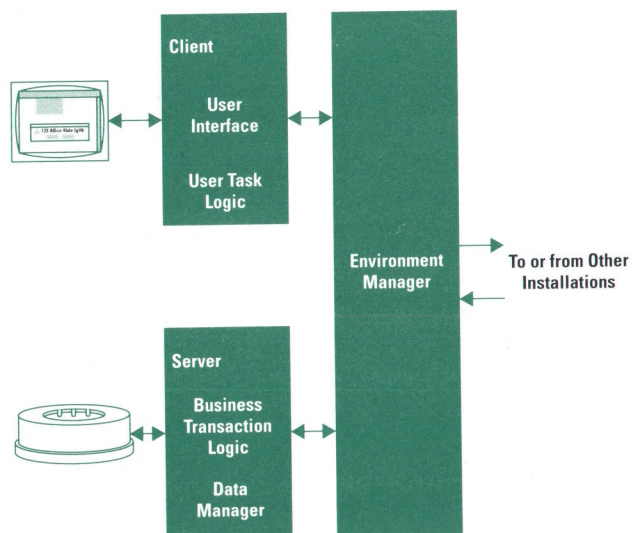 Client
User
Interface
User Task
Logic
Environment
Manager
To or from Other
Installations
Server
Business
Transaction
Logic
Data
Manager